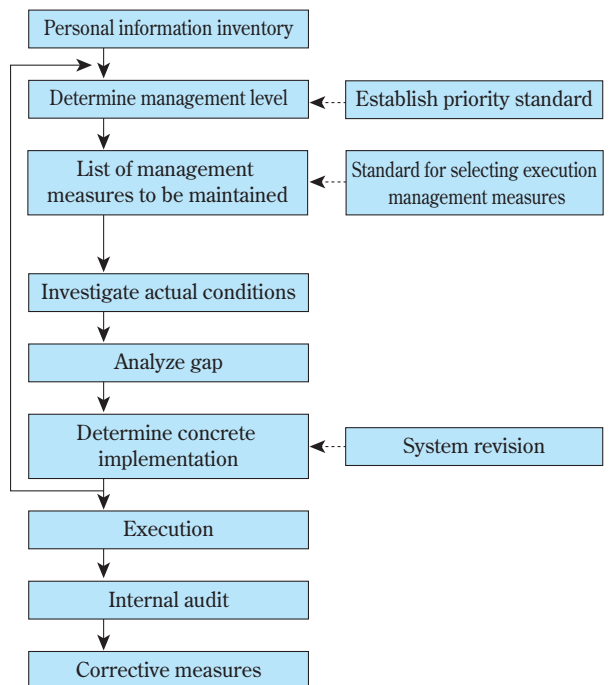 Personal information inventory
Determine management level
Establish priority standard
List of management
measures to be maintained
Standard for selecting execution
management measures
Investigate actual conditions
Analyze gap
Determine concrete
implementation
System revision
Execution
Internal audit
Corrective measures